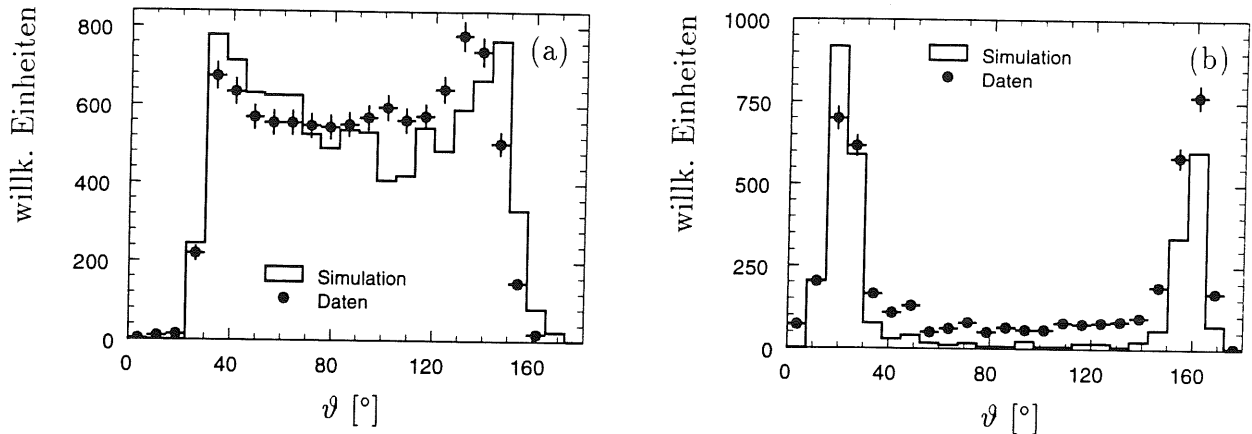 willk. Einheiten
800
600
400
200
0
0 40 80 120 160
ϑ [°]
(a)
Simulation
Daten
willk. Einheiten
1000
750
500
250
0
0 40 80 120 160
ϑ [°]
(b)
Simulation
Daten